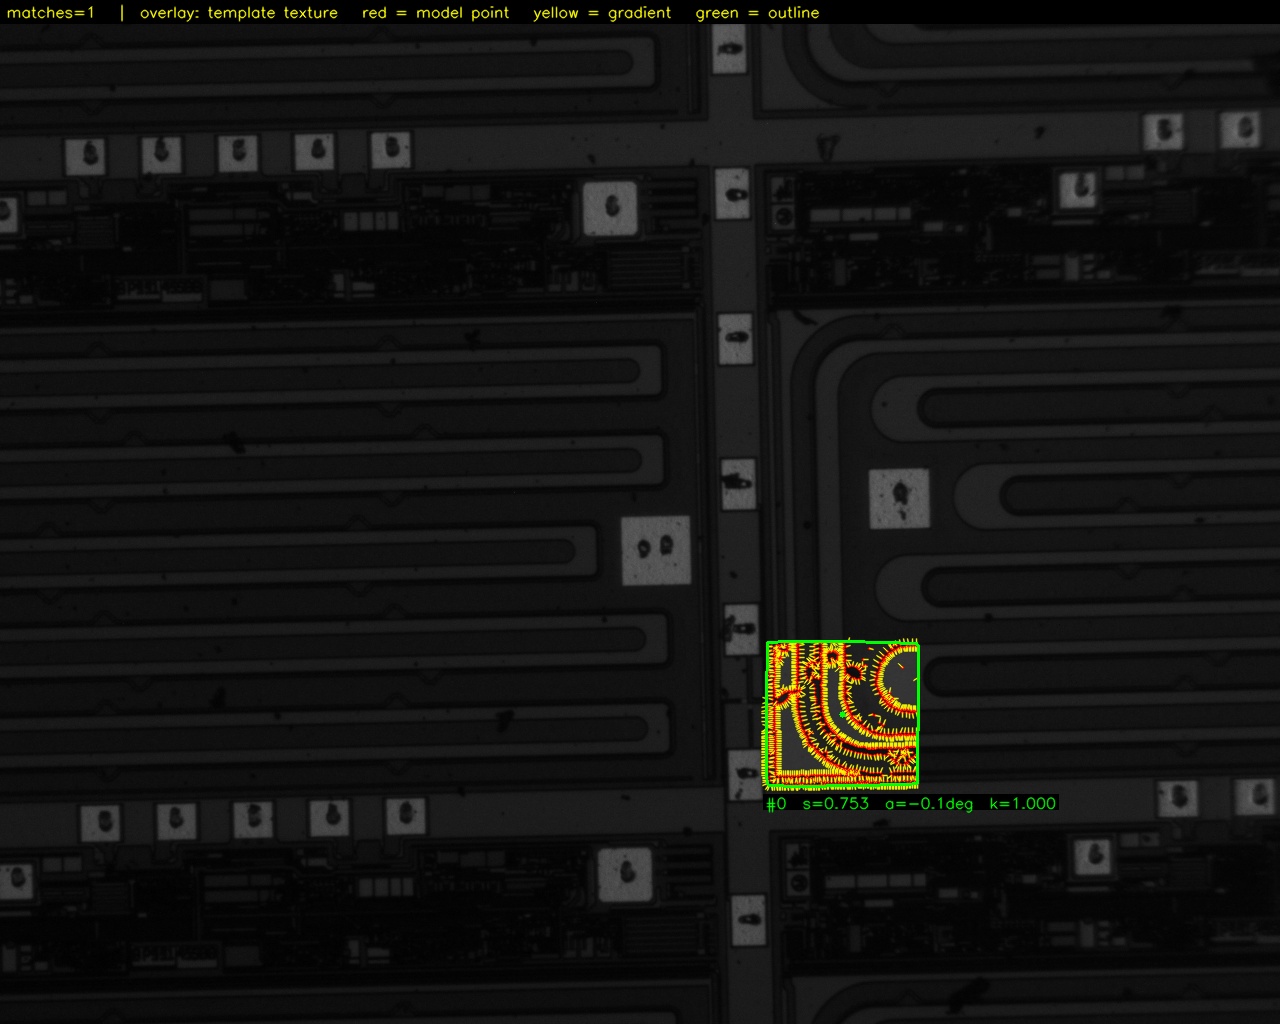 matches=1 | overlay: template texture red = model point yellow = gradient green = outline
#0 s=0.753 a=-0.1deg k=1.000